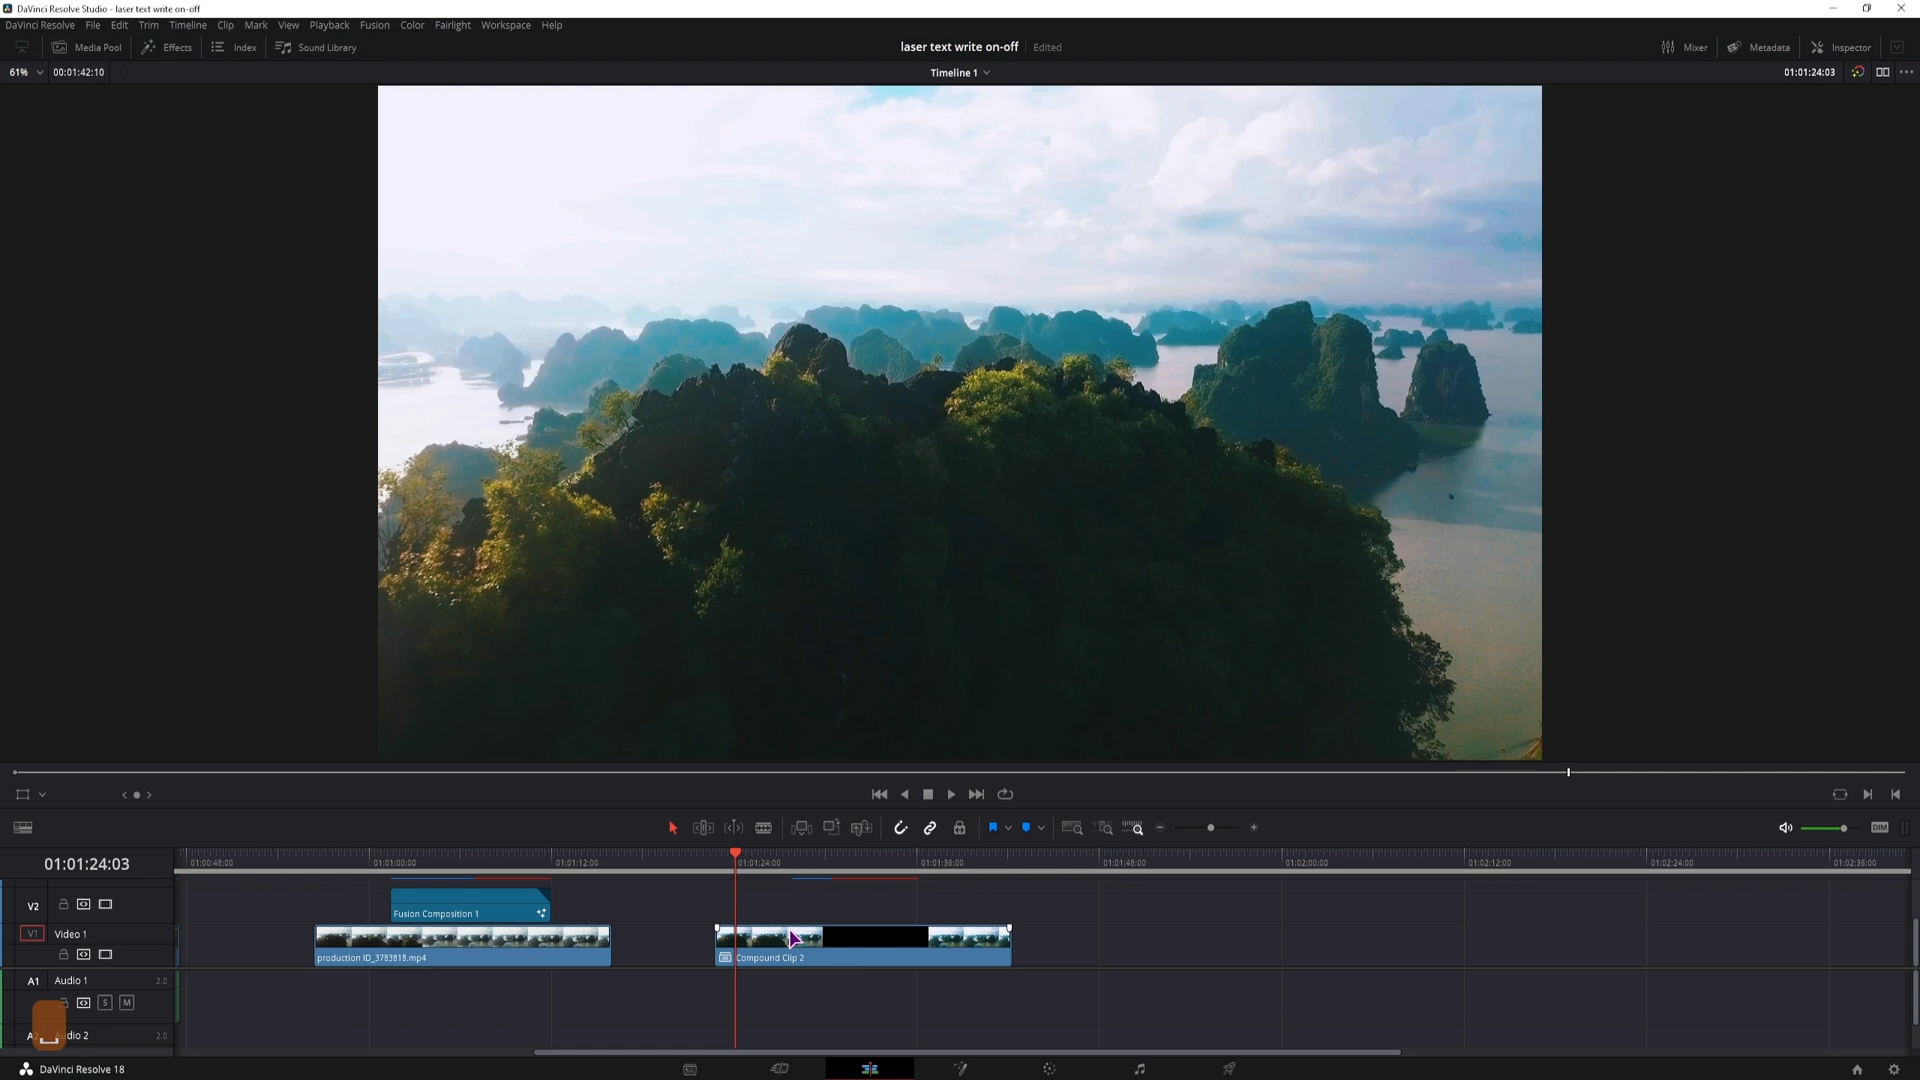 DaVinci Resolve Studio - laser text write on-off
DaVinci Resolve File Edit Trim Timeline Clip Mark View Playback Fusion Color Fairlight Workspace Help
Media Pool Effects Index Sound Library laser text write on-off Edited Mixer Metadata Inspector
61% 00:01:42:10 Timeline 1 01:01:24:03
DIM
01:01:24:03 01:00:48:00 01:01:00:00 01:01:12:00 01:01:24:00 01:01:36:00 01:01:48:00 01:02:00:00 01:02:12:00 01:02:24:00 01:02:36:00
V2 Fusion Composition 1
V1 Video 1
production ID_3783818.mp4 Compound Clip 2
A1 Audio 1 2.0
S M
Audio 2 2.0
DaVinci Resolve 18